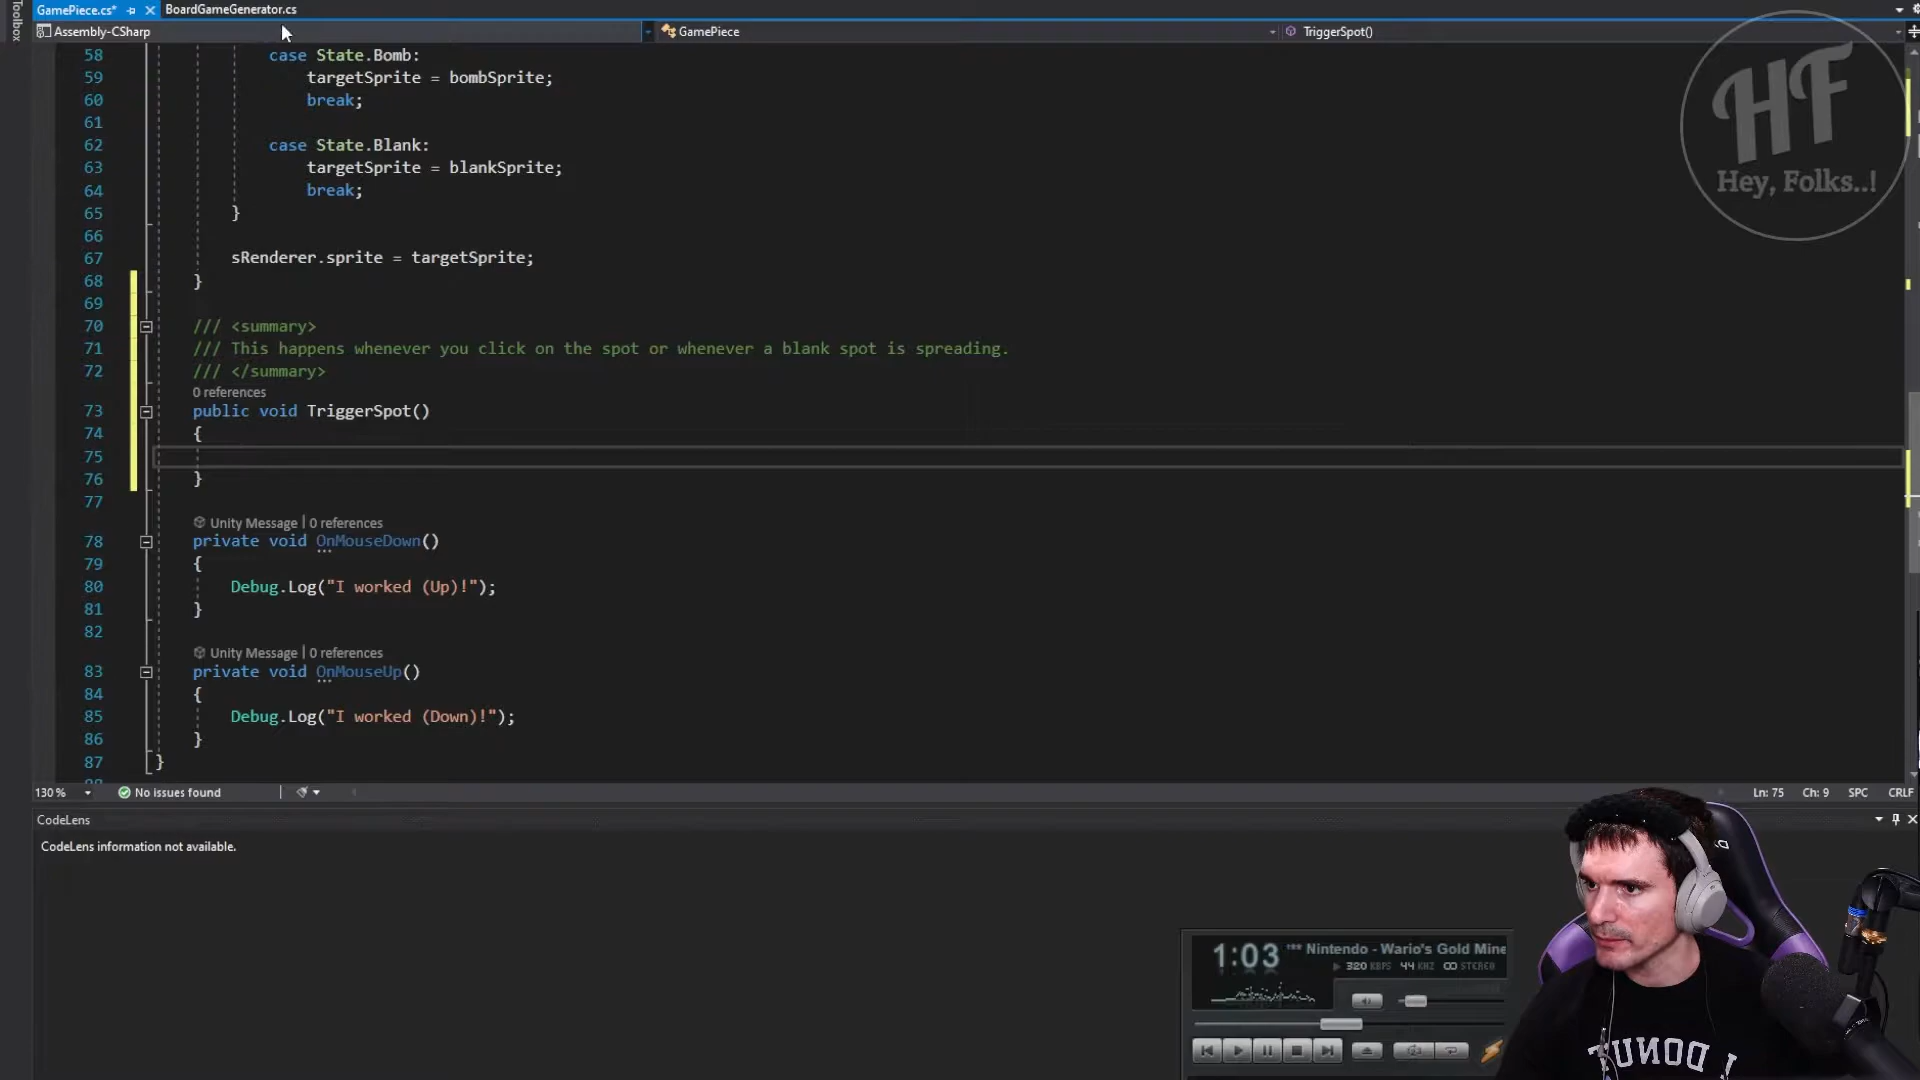 Toolbox
GamePiece.cs*
BoardGameGenerator.cs
Assembly-CSharp
GamePiece
TriggerSpot()
58 case State.Bomb:
59 targetSprite = bombSprite;
60 break;
61
62 case State.Blank:
63 targetSprite = blankSprite;
64 break;
65 }
66
67 sRenderer.sprite = targetSprite;
68 }
69
70 /// <summary>
71 /// This happens whenever you click on the spot or whenever a blank spot is spreading.
72 /// </summary>
0 references
73 public void TriggerSpot()
74 {
75
76 }
77
Unity Message | 0 references
78 private void OnMouseDown()
79 {
80 Debug.Log("I worked (Up)!");
81 }
82
Unity Message | 0 references
83 private void OnMouseUp()
84 {
85 Debug.Log("I worked (Down)!");
86 }
87 }
130 %
No issues found
Ln: 75 Ch: 9 SPC CRLF
CodeLens
CodeLens information not available.
HF
Hey, Folks..!
1:03
*** Nintendo - Wario's Gold Mine
320 KBPS 44 KHZ STEREO
I DONUT